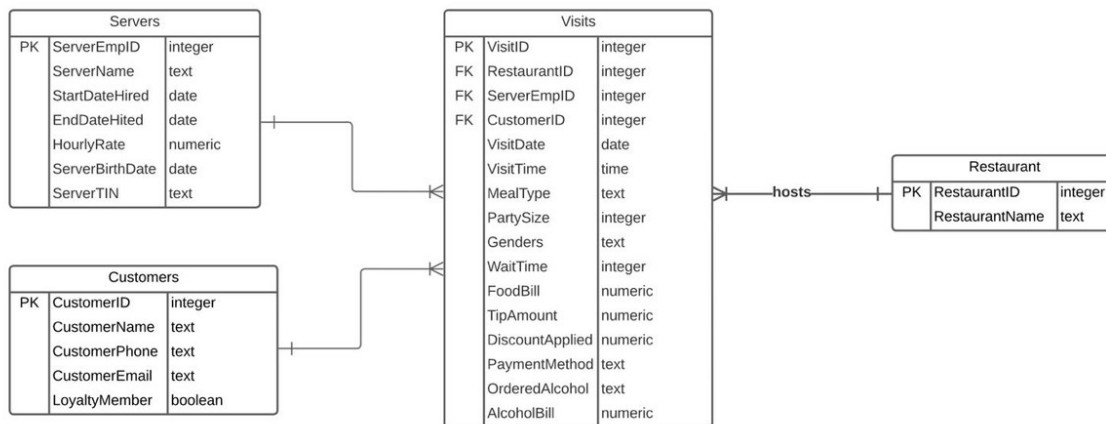 Servers
PK ServerEmpID integer
ServerName text
StartDateHired date
EndDateHited date
HourlyRate numeric
ServerBirthDate date
ServerTIN text
Customers
PK CustomerID integer
CustomerName text
CustomerPhone text
CustomerEmail text
LoyaltyMember boolean
Visits
PK VisitID integer
FK RestaurantID integer
FK ServerEmpID integer
FK CustomerID integer
VisitDate date
VisitTime time
MealType text
PartySize integer
Genders text
WaitTime integer
FoodBill numeric
TipAmount numeric
DiscountApplied numeric
PaymentMethod text
OrderedAlcohol text
AlcoholBill numeric
hosts
Restaurant
PK RestaurantID integer
RestaurantName text